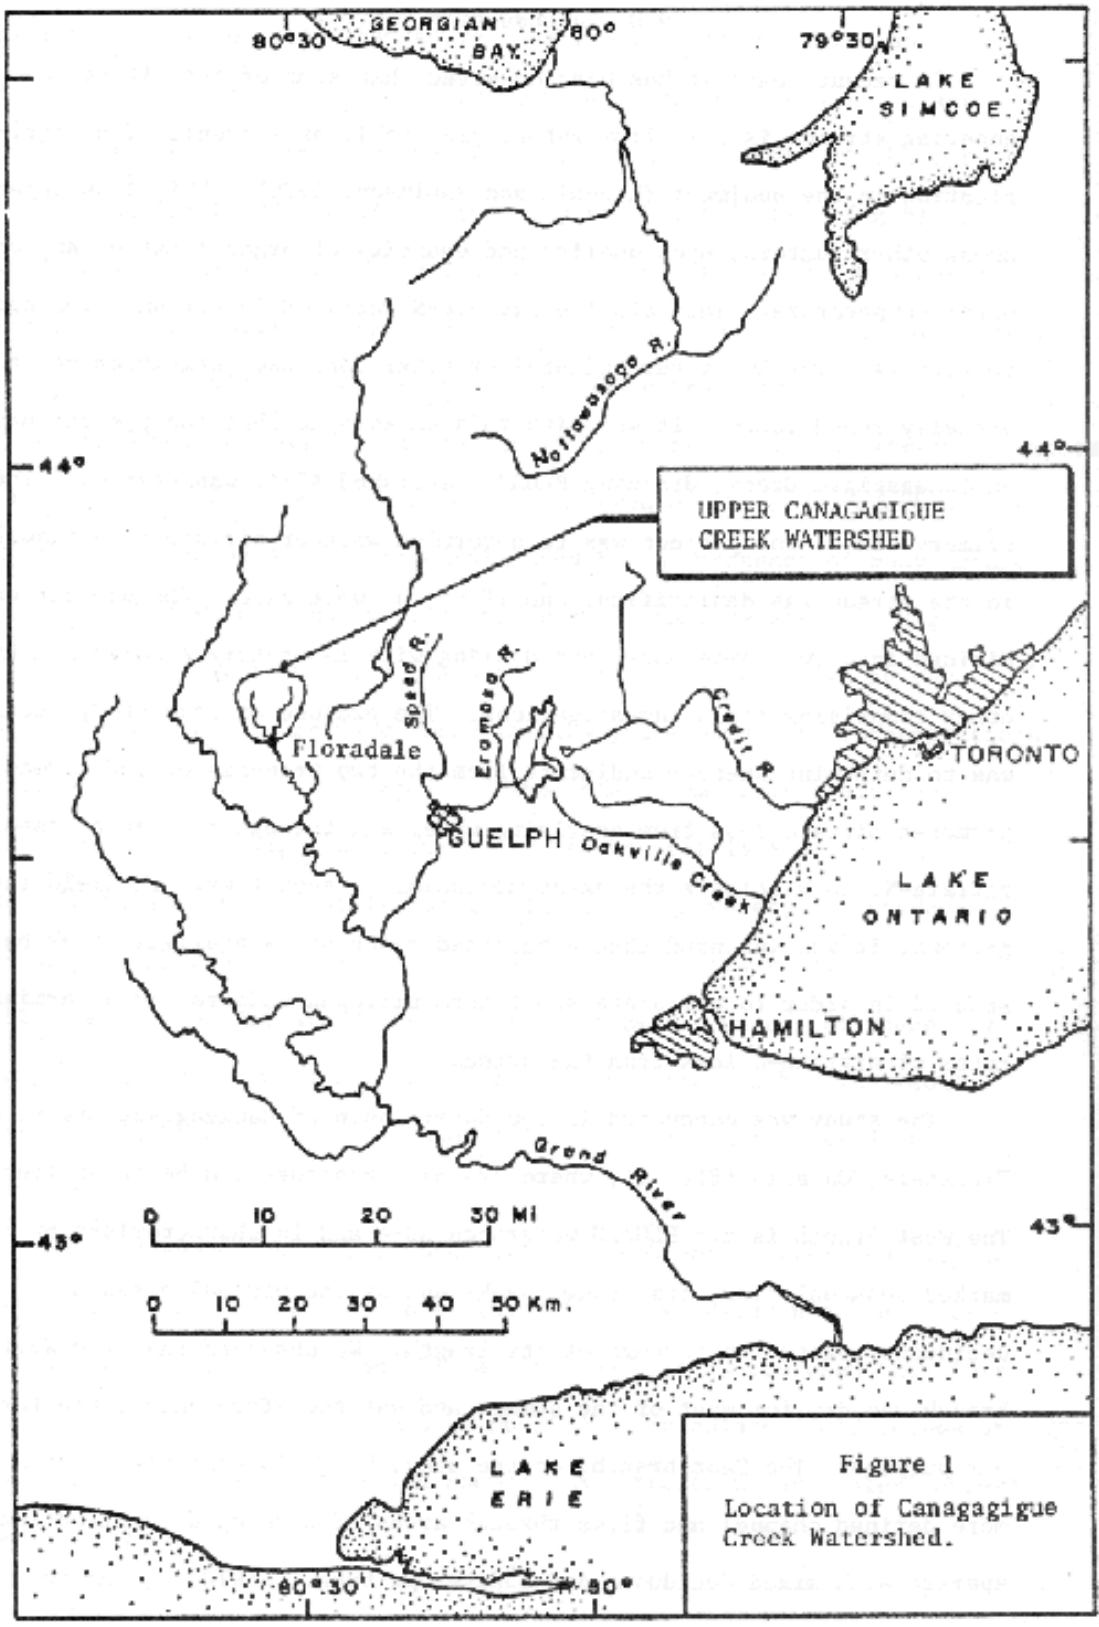 GEORGIAN
BAY
80°30
80°
79°30
LAKE
SIMCOE
Nottawasaga R.
44°
44°
UPPER CANAGAGIGUE
CREEK WATERSHED
Speed R.
Eromosa R.
Credit R.
Floradale
TORONTO
GUELPH
Oakville Creek
LAKE
ONTARIO
HAMILTON
Grand River
0 10 20 30 Mi
43°
43°
0 10 20 30 40 50 Km.
LAKE
ERIE
Figure 1
Location of Canagagigue
Creek Watershed.
80°30
80°